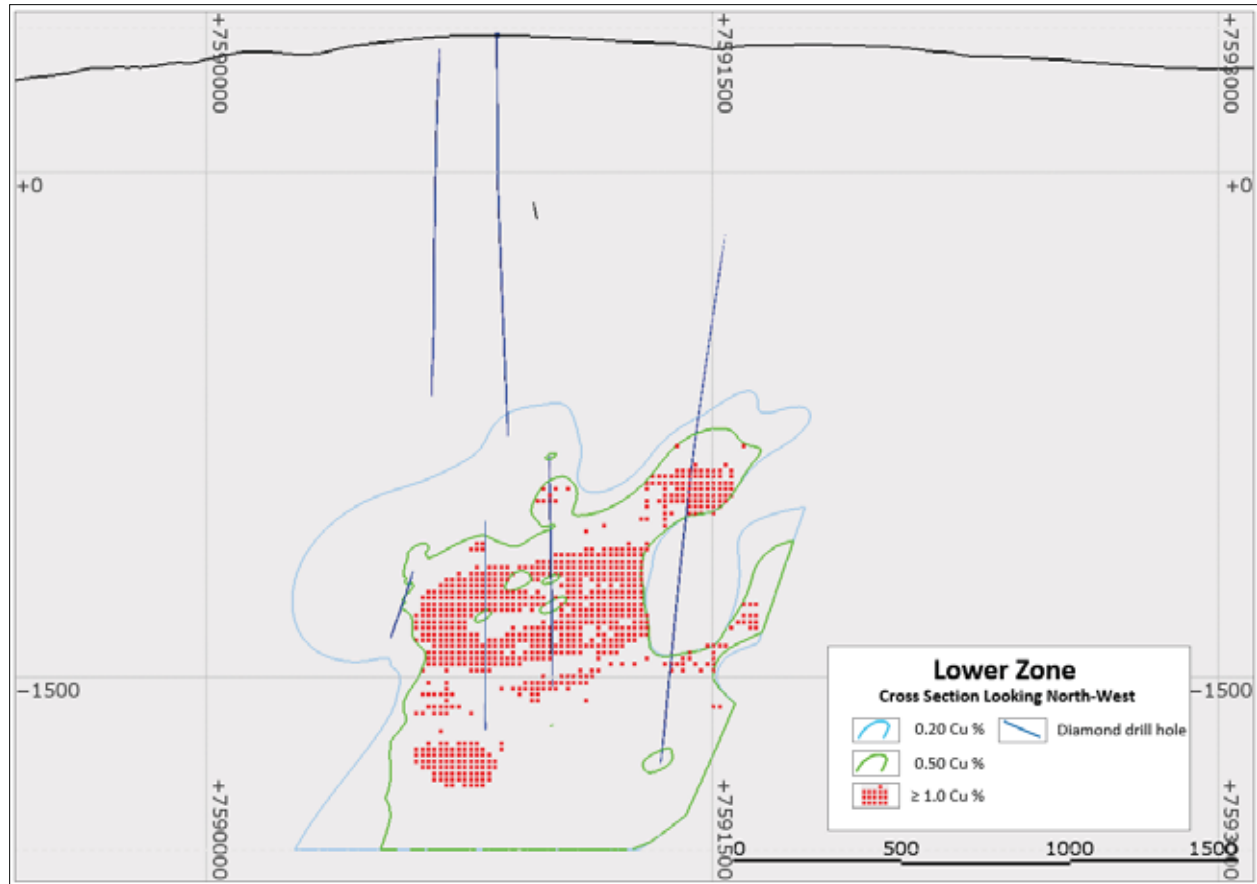 +7590000
+7591500
+7593000
+0
+0
-1500
-1500
Lower Zone
Cross Section Looking North-West
0.20 Cu %
Diamond drill hole
0.50 Cu %
≥ 1.0 Cu %
+7590000
+7591500
+7593000
0
500
1000
1500